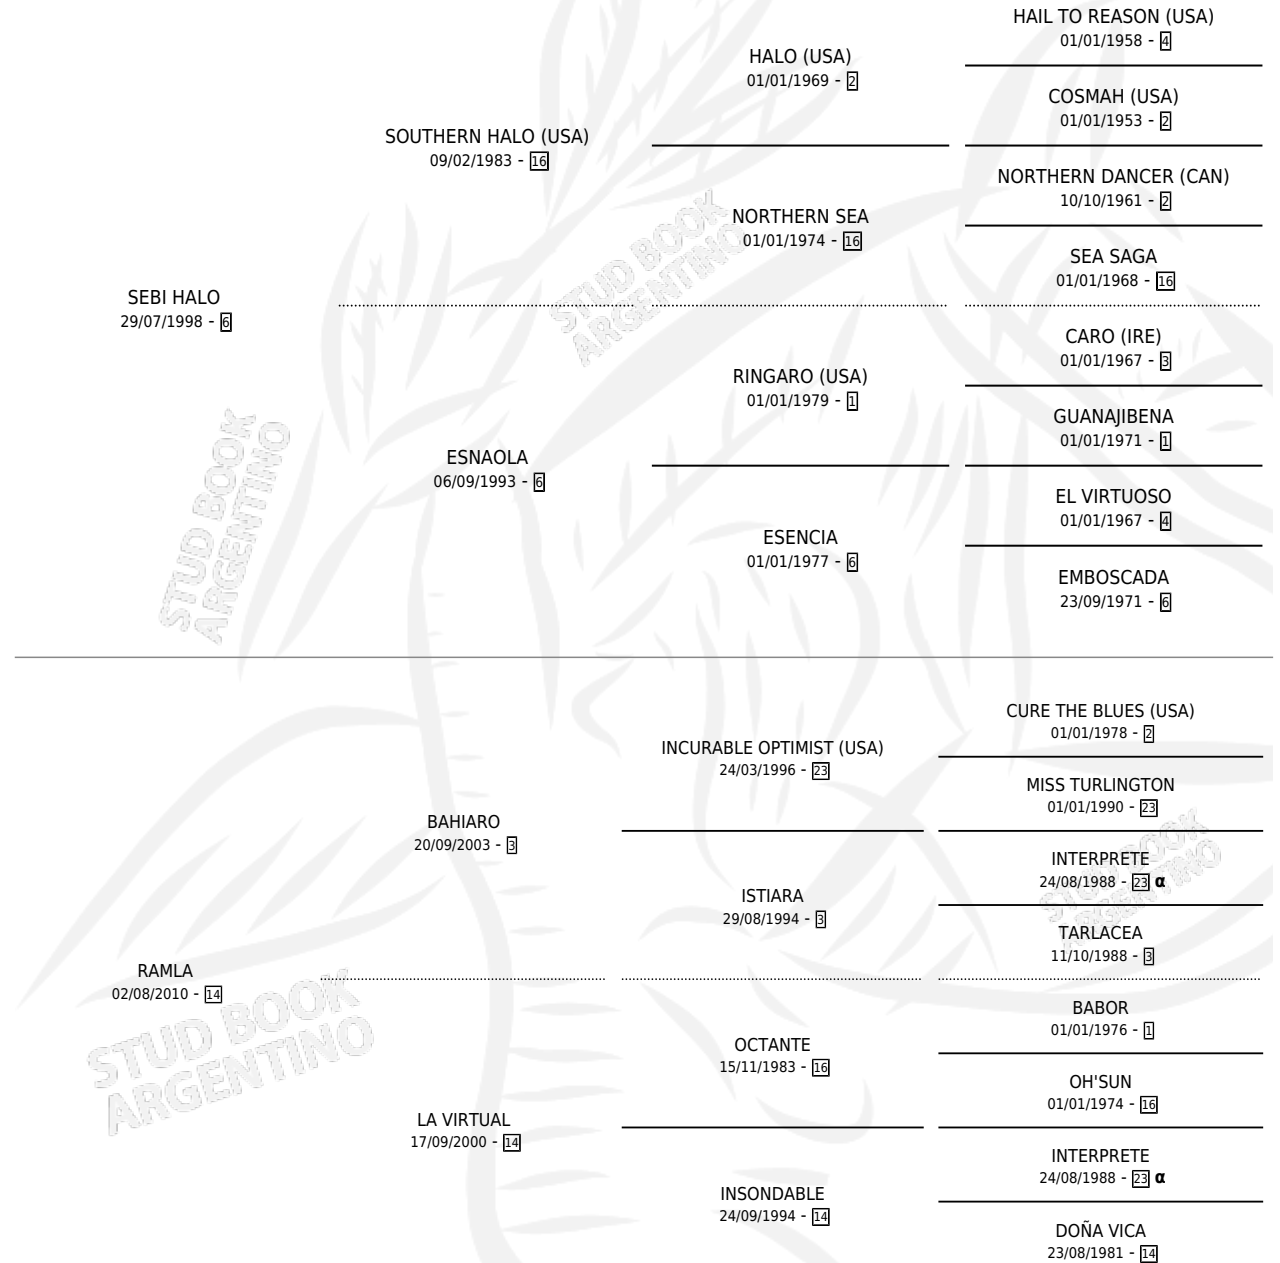 HAIL TO REASON (USA)
01/01/1958 - 4
HALO (USA)
01/01/1969 - 2
COSMAH (USA)
01/01/1953 - 2
SOUTHERN HALO (USA)
09/02/1983 - 16
NORTHERN DANCER (CAN)
10/10/1961 - 2
NORTHERN SEA
01/01/1974 - 16
SEA SAGA
01/01/1968 - 16
SEBI HALO
29/07/1998 - 6
CARO (IRE)
01/01/1967 - 3
RINGARO (USA)
01/01/1979 - 1
GUANAJIBENA
01/01/1971 - 1
ESNAOLA
06/09/1993 - 6
EL VIRTUOSO
01/01/1967 - 4
ESENCIA
01/01/1977 - 6
EMBOSCADA
23/09/1971 - 6
STUD BOOK
ARGENTINO
STUD BOOK
ARGENTINO
CURE THE BLUES (USA)
01/01/1978 - 2
INCURABLE OPTIMIST (USA)
24/03/1996 - 23
MISS TURLINGTON
01/01/1990 - 23
BAHIARO
20/09/2003 - 3
INTERPRETE
24/08/1988 - 23 α
ISTIARA
29/08/1994 - 3
TARLACEA
11/10/1988 - 3
RAMLA
02/08/2010 - 14
BABOR
01/01/1976 - 1
OCTANTE
15/11/1983 - 16
OH'SUN
01/01/1974 - 16
LA VIRTUAL
17/09/2000 - 14
INTERPRETE
24/08/1988 - 23 α
INSONDABLE
24/09/1994 - 14
DOÑA VICA
23/08/1981 - 14
STUD BOOK
ARGENTINO
STUD BOOK
ARGENTINO